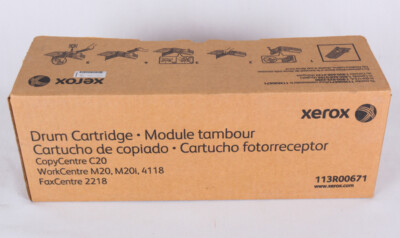 xerox
xerox
Drum Cartridge • Module tambour
Cartucho de copiado • Cartucho fotorreceptor
CopyCentre C20
WorkCentre M20, M20i, 4118
FaxCentre 2218
113R00671